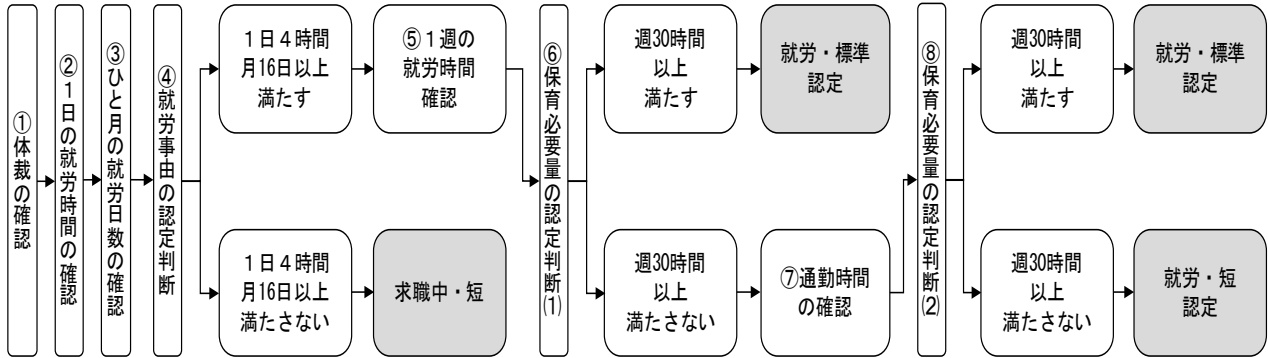 ①体裁の確認
②1日の就労時間の確認
③ひと月の就労日数の確認
④就労事由の認定判断
1日4時間
月16日以上
満たす
⑤1週の
就労時間
確認
1日4時間
月16日以上
満たさない
求職中・短
⑥保育必要量の認定判断(1)
週30時間
以上
満たす
就労・標準
認定
週30時間
以上
満たさない
⑦通勤時間
の確認
⑧保育必要量の認定判断(2)
週30時間
以上
満たす
就労・標準
認定
週30時間
以上
満たさない
就労・短
認定